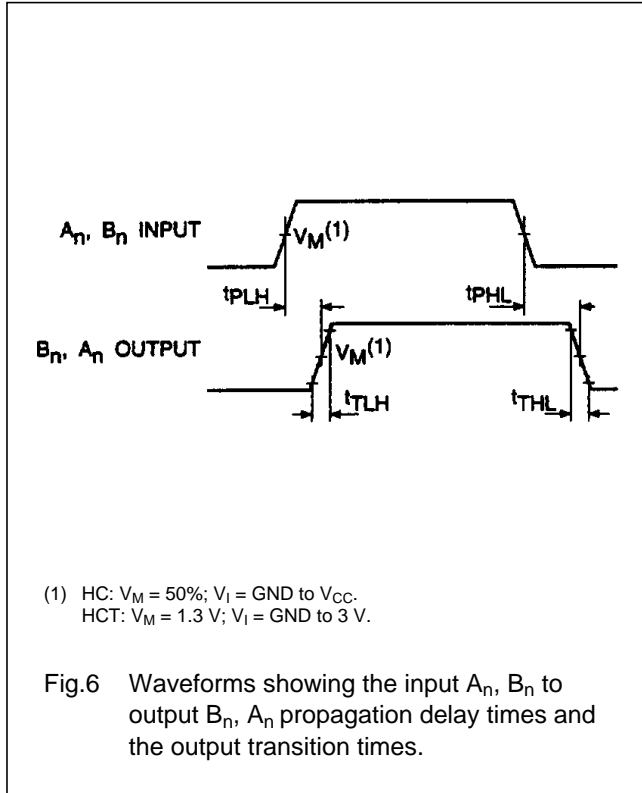 An, Bn INPUT
VM(1)
tPLH
tPHL
Bn, An OUTPUT
VM(1)
tTLH
tTHL
(1) HC: VM = 50%; VI = GND to VCC.
HCT: VM = 1.3 V; VI = GND to 3 V.
Fig.6 Waveforms showing the input An, Bn to
output Bn, An propagation delay times and
the output transition times.